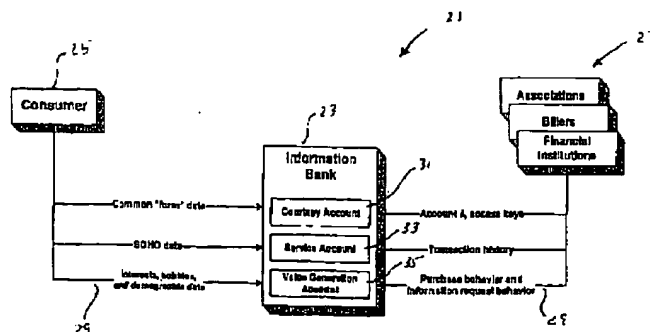 21
25
Consumer
Associations
Billers
Financial
Institutions
23
Information
Bank
31
Common "form" data
Courtesy Account
Account & access keys
33
SOHO data
Service Account
Transaction history
35
Interests, hobbies,
and demographic data
Value Generation
Account
Purchase behavior and
information request behavior
29